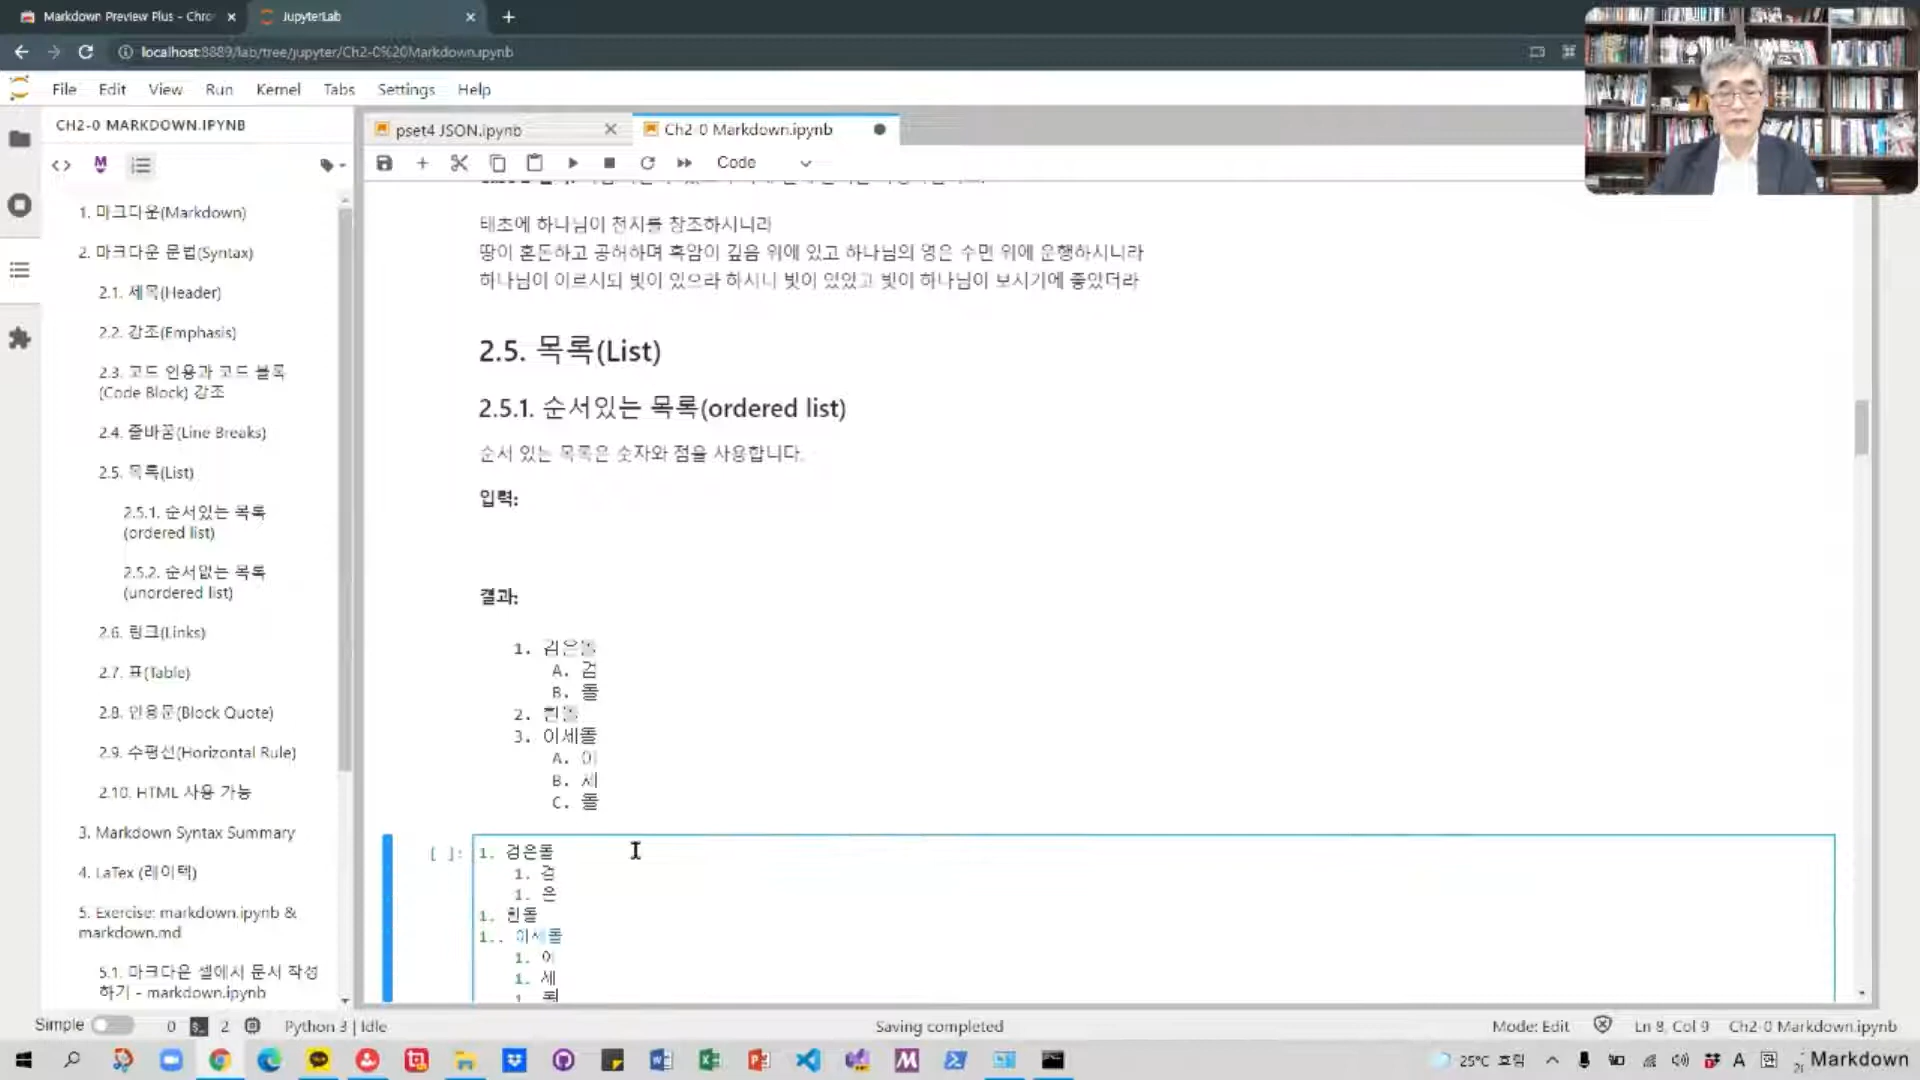 Markdown Preview Plus - Chro
JupyterLab
localhost:8889/lab/tree/jupyter/Ch2-0%20Markdown.ipynb
File Edit View Run Kernel Tabs Settings Help
CH2-0 MARKDOWN.IPYNB
pset4 JSON.ipynb
Ch2-0 Markdown.ipynb
Code
1. 마크다운(Markdown)
2. 마크다운 문법(Syntax)
2.1. 제목(Header)
2.2. 강조(Emphasis)
2.3. 코드 인용과 코드 블록
(Code Block) 강조
2.4. 줄바꿈(Line Breaks)
2.5. 목록(List)
2.5.1. 순서있는 목록
(ordered list)
2.5.2. 순서없는 목록
(unordered list)
2.6. 링크(Links)
2.7. 표(Table)
2.8. 인용문(Block Quote)
2.9. 수평선(Horizontal Rule)
2.10. HTML 사용 가능
3. Markdown Syntax Summary
4. LaTex (레이텍)
5. Exercise: markdown.ipynb &
markdown.md
5.1. 마크다운 셀에서 문서 작성
하기 - markdown.ipynb
태초에 하나님이 천지를 창조하시니라
땅이 혼돈하고 공허하며 흑암이 깊음 위에 있고 하나님의 영은 수면 위에 운행하시니라
하나님이 이르시되 빛이 있으라 하시니 빛이 있었고 빛이 하나님이 보시기에 좋았더라
2.5. 목록(List)
2.5.1. 순서있는 목록(ordered list)
순서 있는 목록은 숫자와 점을 사용합니다.
입력:
결과:
1. 검은돌
A. 검
B. 돌
2. 흰돌
3. 이세돌
A. 이
B. 세
C. 돌
[ ]:
1. 검은돌
1. 검
1. 은
1. 흰돌
1.. 이세돌
1. 이
1. 세
1. 돌
Simple 0 2 Python 3 | Idle
Saving completed
Mode: Edit Ln 8, Col 9 Ch2-0 Markdown.ipynb
25°C 흐림
A
Markdown